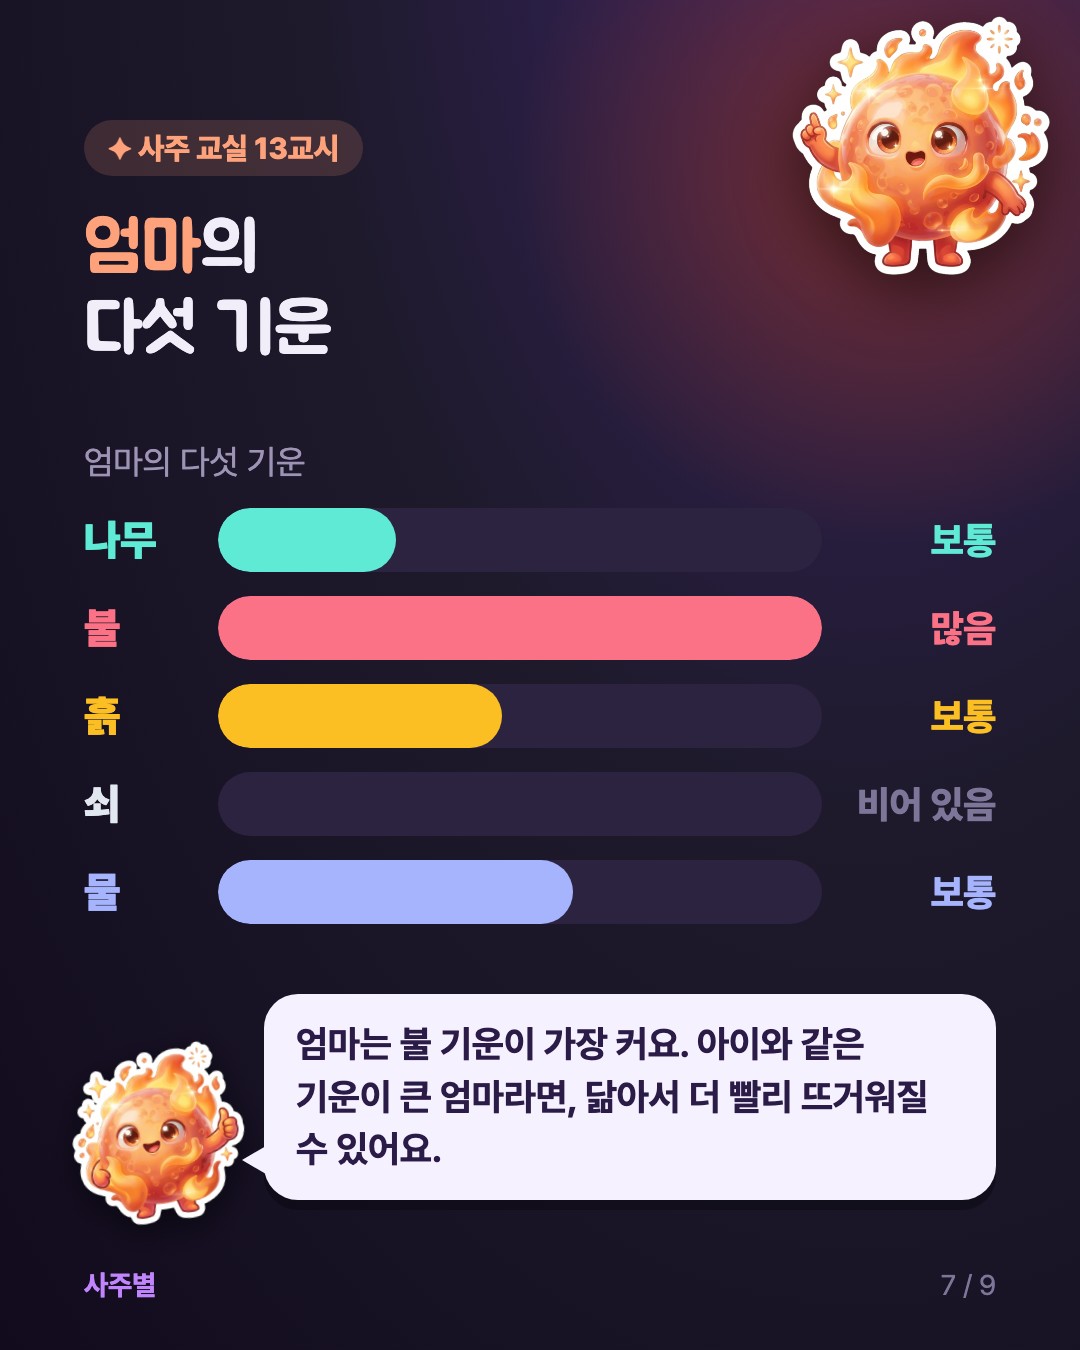 ✦ 사주 교실 13교시
엄마의
다섯 기운
엄마의 다섯 기운
나무 보통
불 많음
흙 보통
쇠 비어 있음
물 보통
엄마는 불 기운이 가장 커요. 아이와 같은
기운이 큰 엄마라면, 닮아서 더 빨리 뜨거워질
수 있어요.
사주별 7 / 9